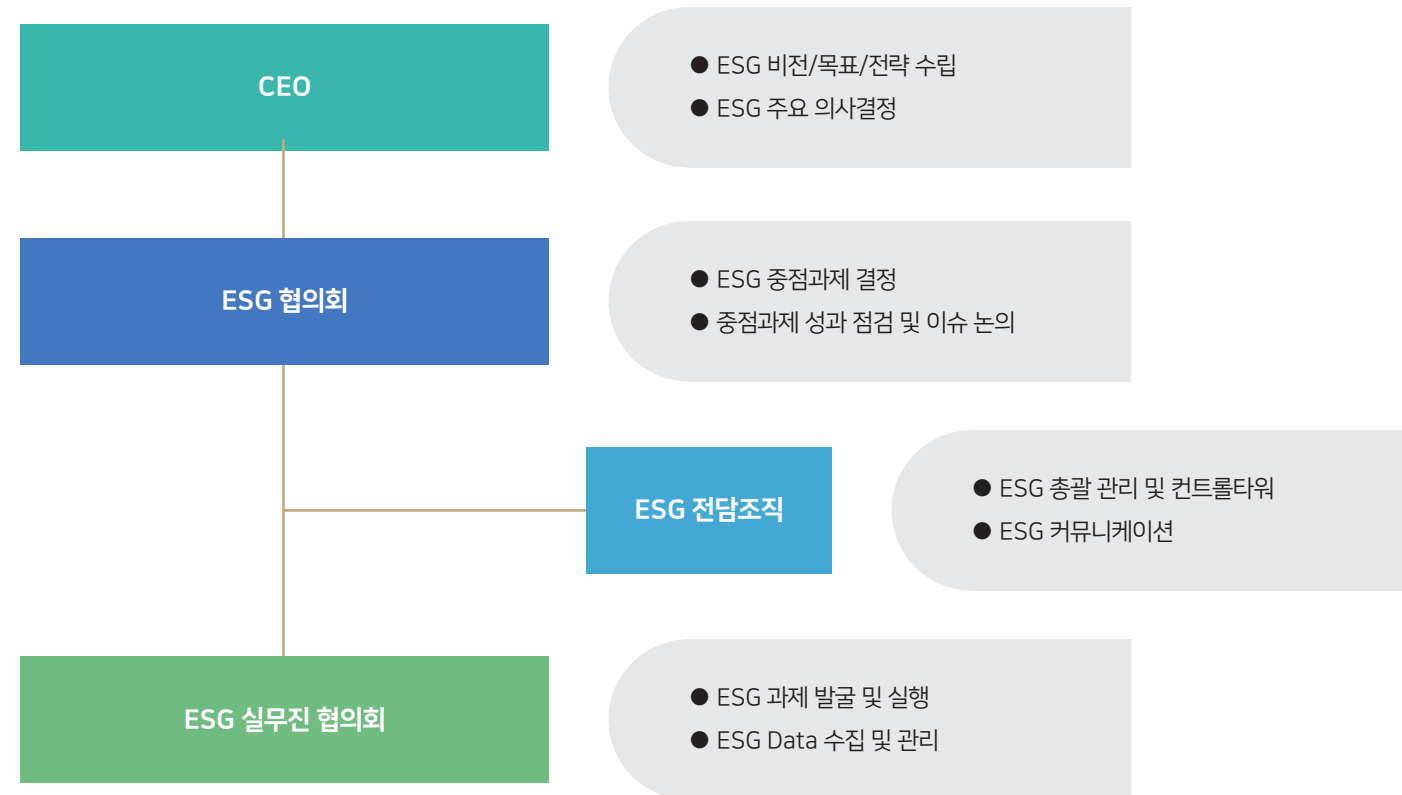 CEO
● ESG 비전/목표/전략 수립
● ESG 주요 의사결정
ESG 협의회
● ESG 중점과제 결정
● 중점과제 성과 점검 및 이슈 논의
ESG 전담조직
● ESG 총괄 관리 및 컨트롤타워
● ESG 커뮤니케이션
ESG 실무진 협의회
● ESG 과제 발굴 및 실행
● ESG Data 수집 및 관리